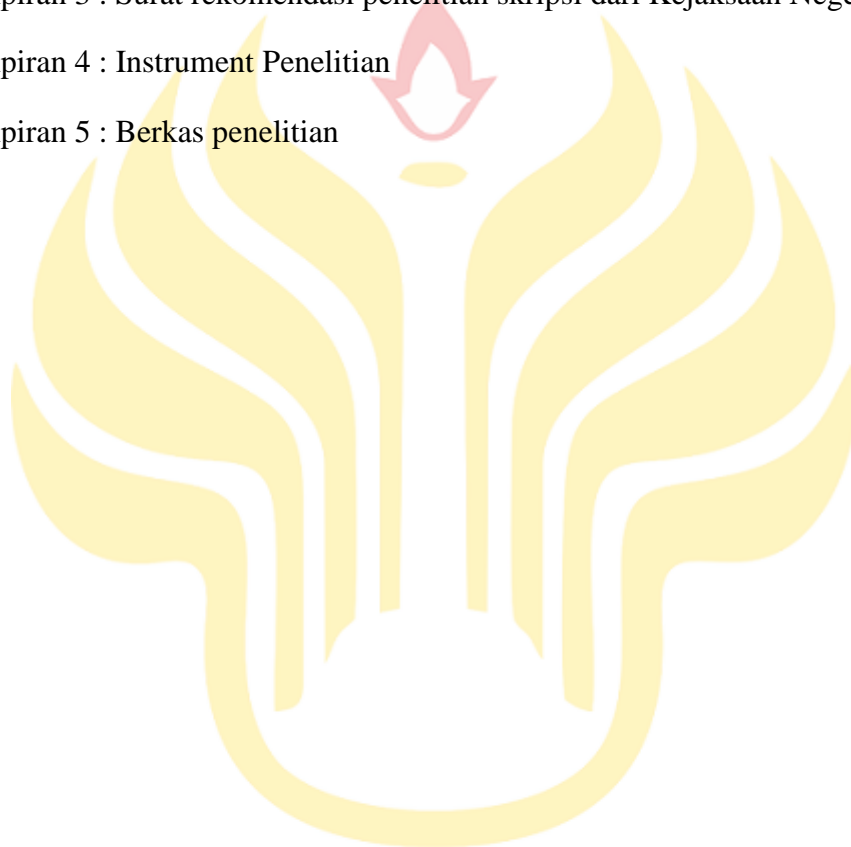 piran 3 : Surat rekomendasi penelitian skripsi dari Kejaksaan Nege
piran 4 : Instrument Penelitian
piran 5 : Berkas penelitian